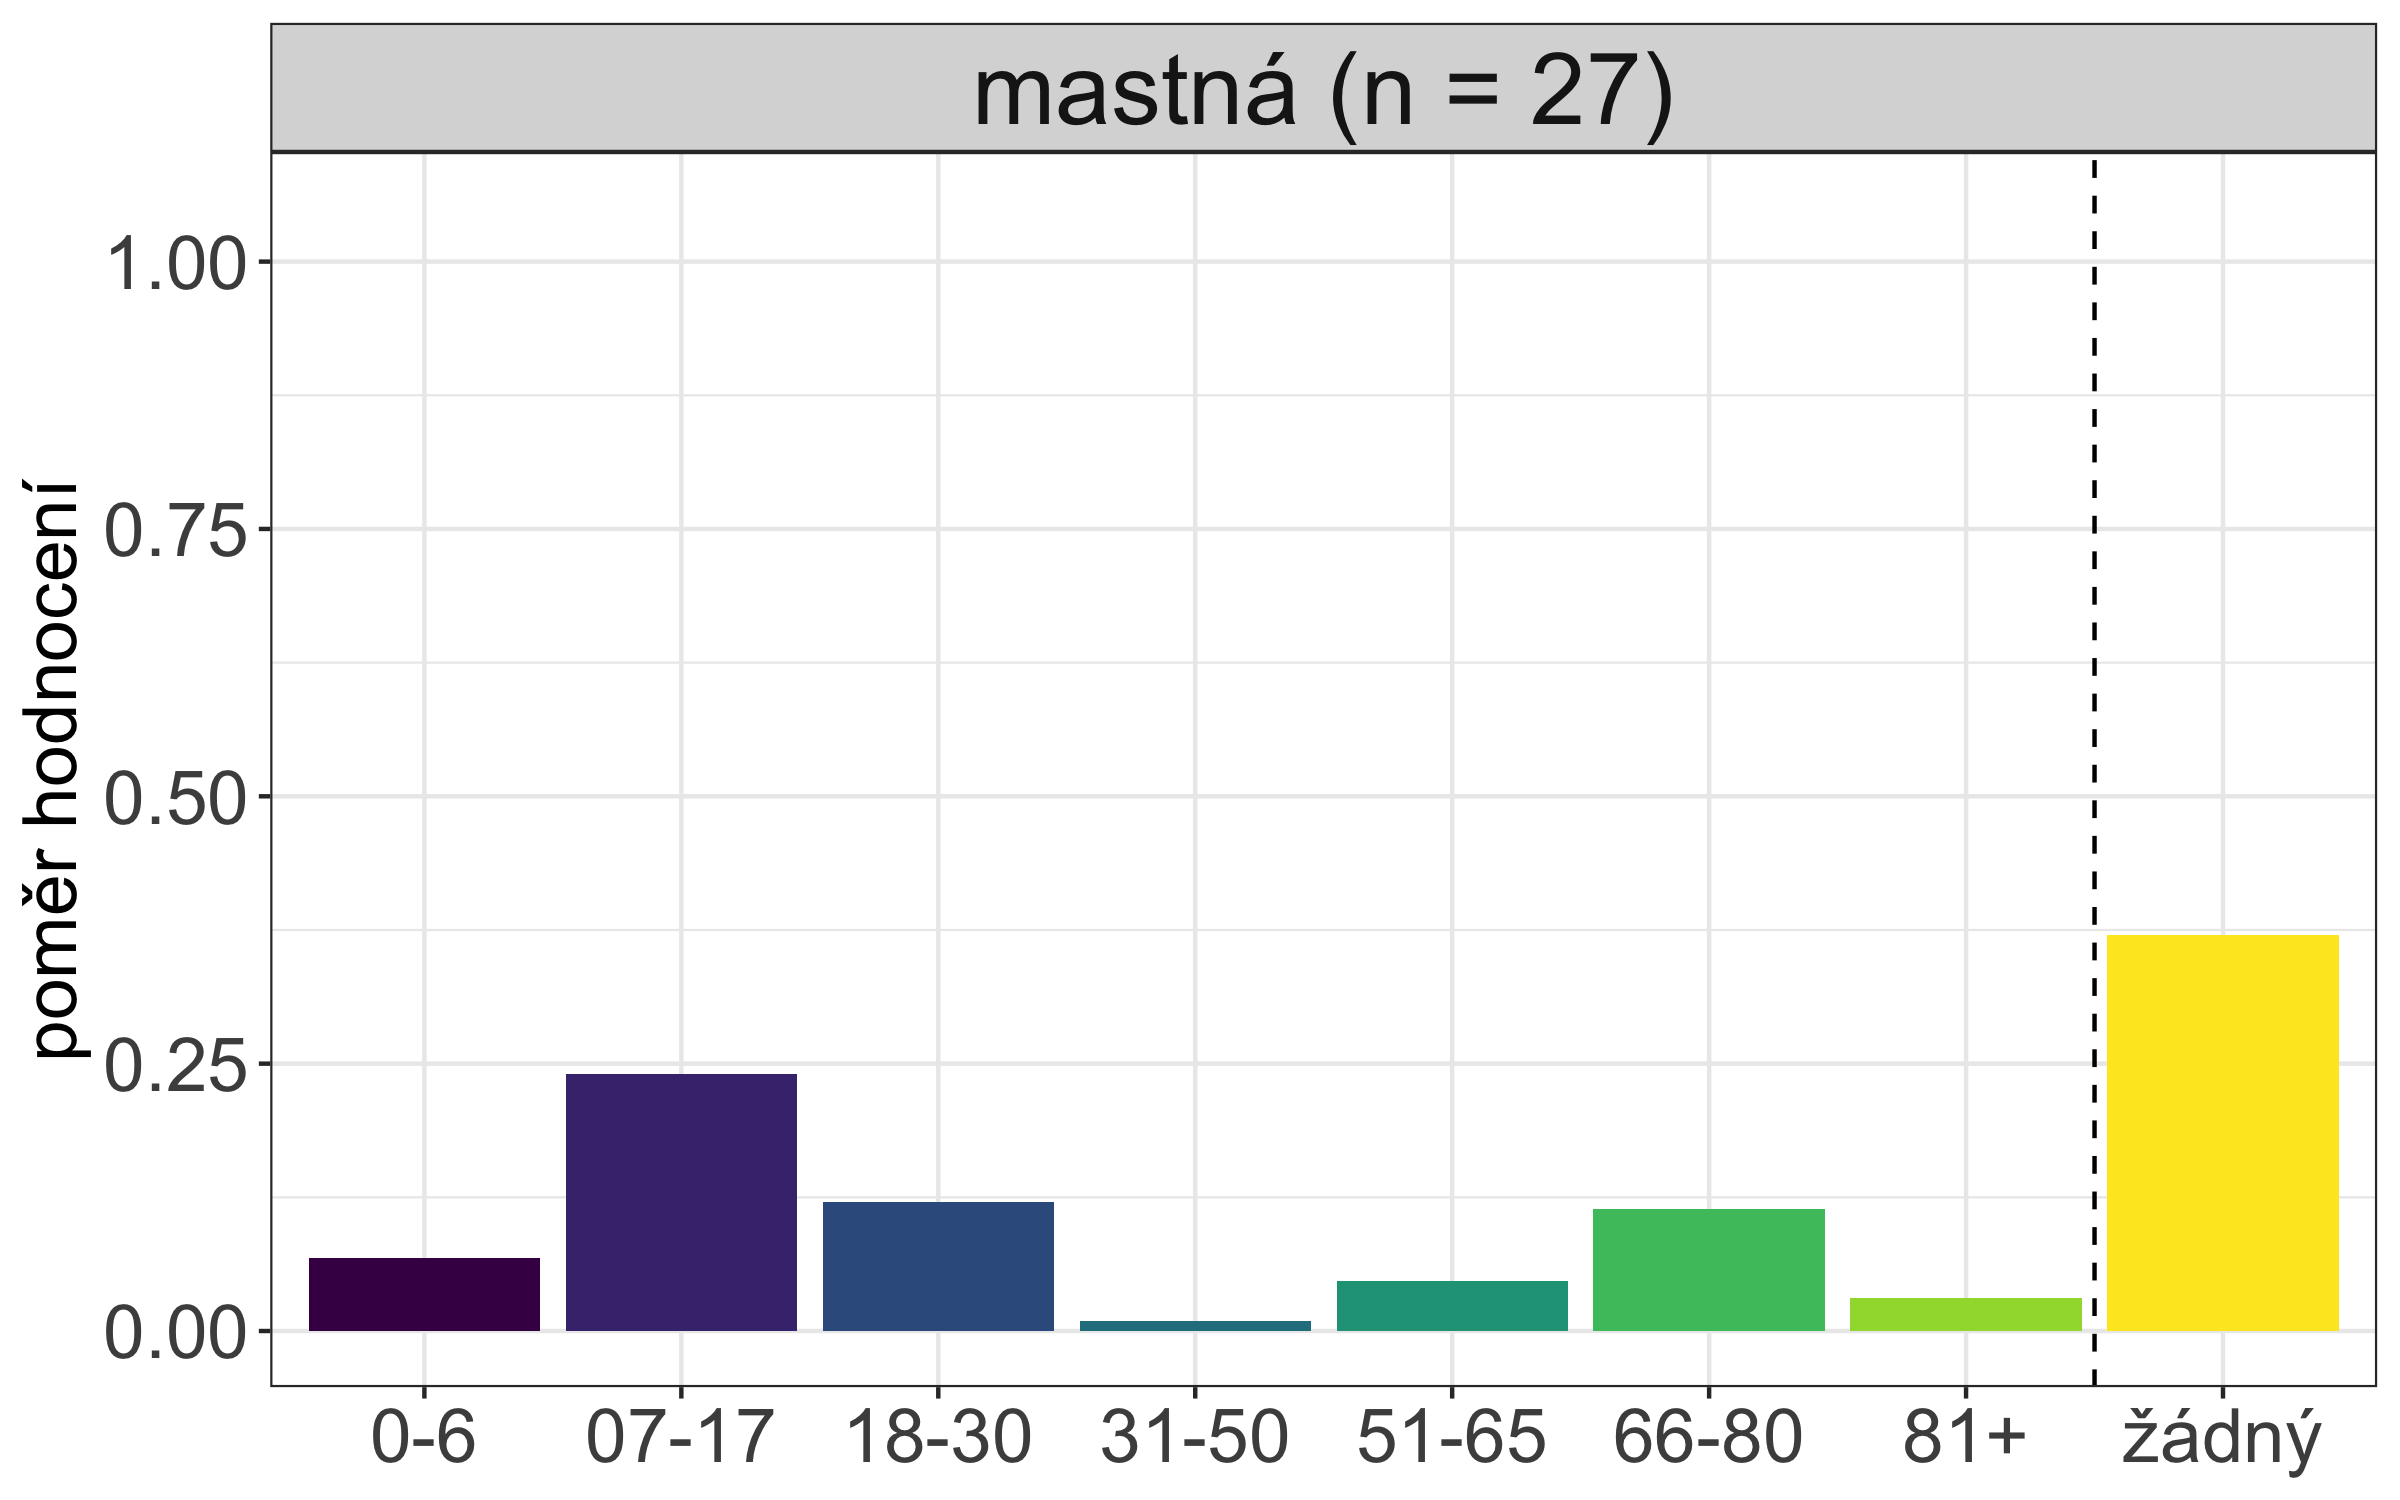 mastná (n = 27)
poměr hodnocení
1.00
0.75
0.50
0.25
0.00
0-6 07-17 18-30 31-50 51-65 66-80 81+ žádný